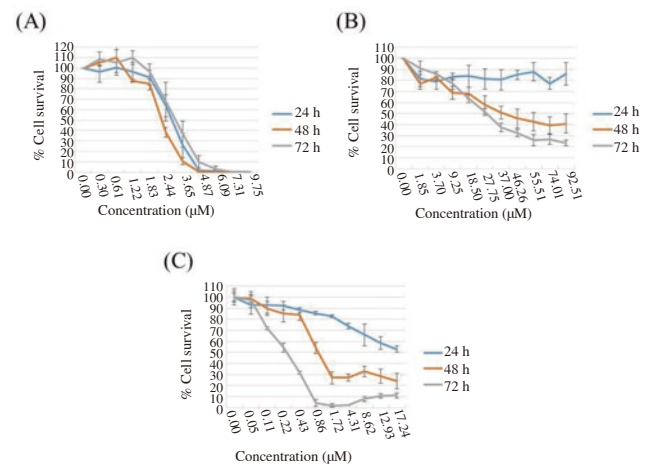 (A)
120
110
100
90
80
70
60
50
40
30
20
10
0
% Cell survival
0.00 0.30 0.61 1.22 1.83 2.44 3.65 4.87 6.09 7.31 9.75
Concentration (μM)
24 h
48 h
72 h
(B)
110
100
90
80
70
60
50
40
30
20
10
0
% Cell survival
0.00 1.85 3.70 9.25 18.50 27.75 37.00 46.26 55.51 74.01 92.51
Concentration (μM)
24 h
48 h
72 h
(C)
110
100
90
80
70
60
50
40
30
20
10
0
% Cell survival
0.00 0.05 0.11 0.22 0.43 0.86 1.72 4.31 8.62 12.93 17.24
Concentration (μM)
24 h
48 h
72 h